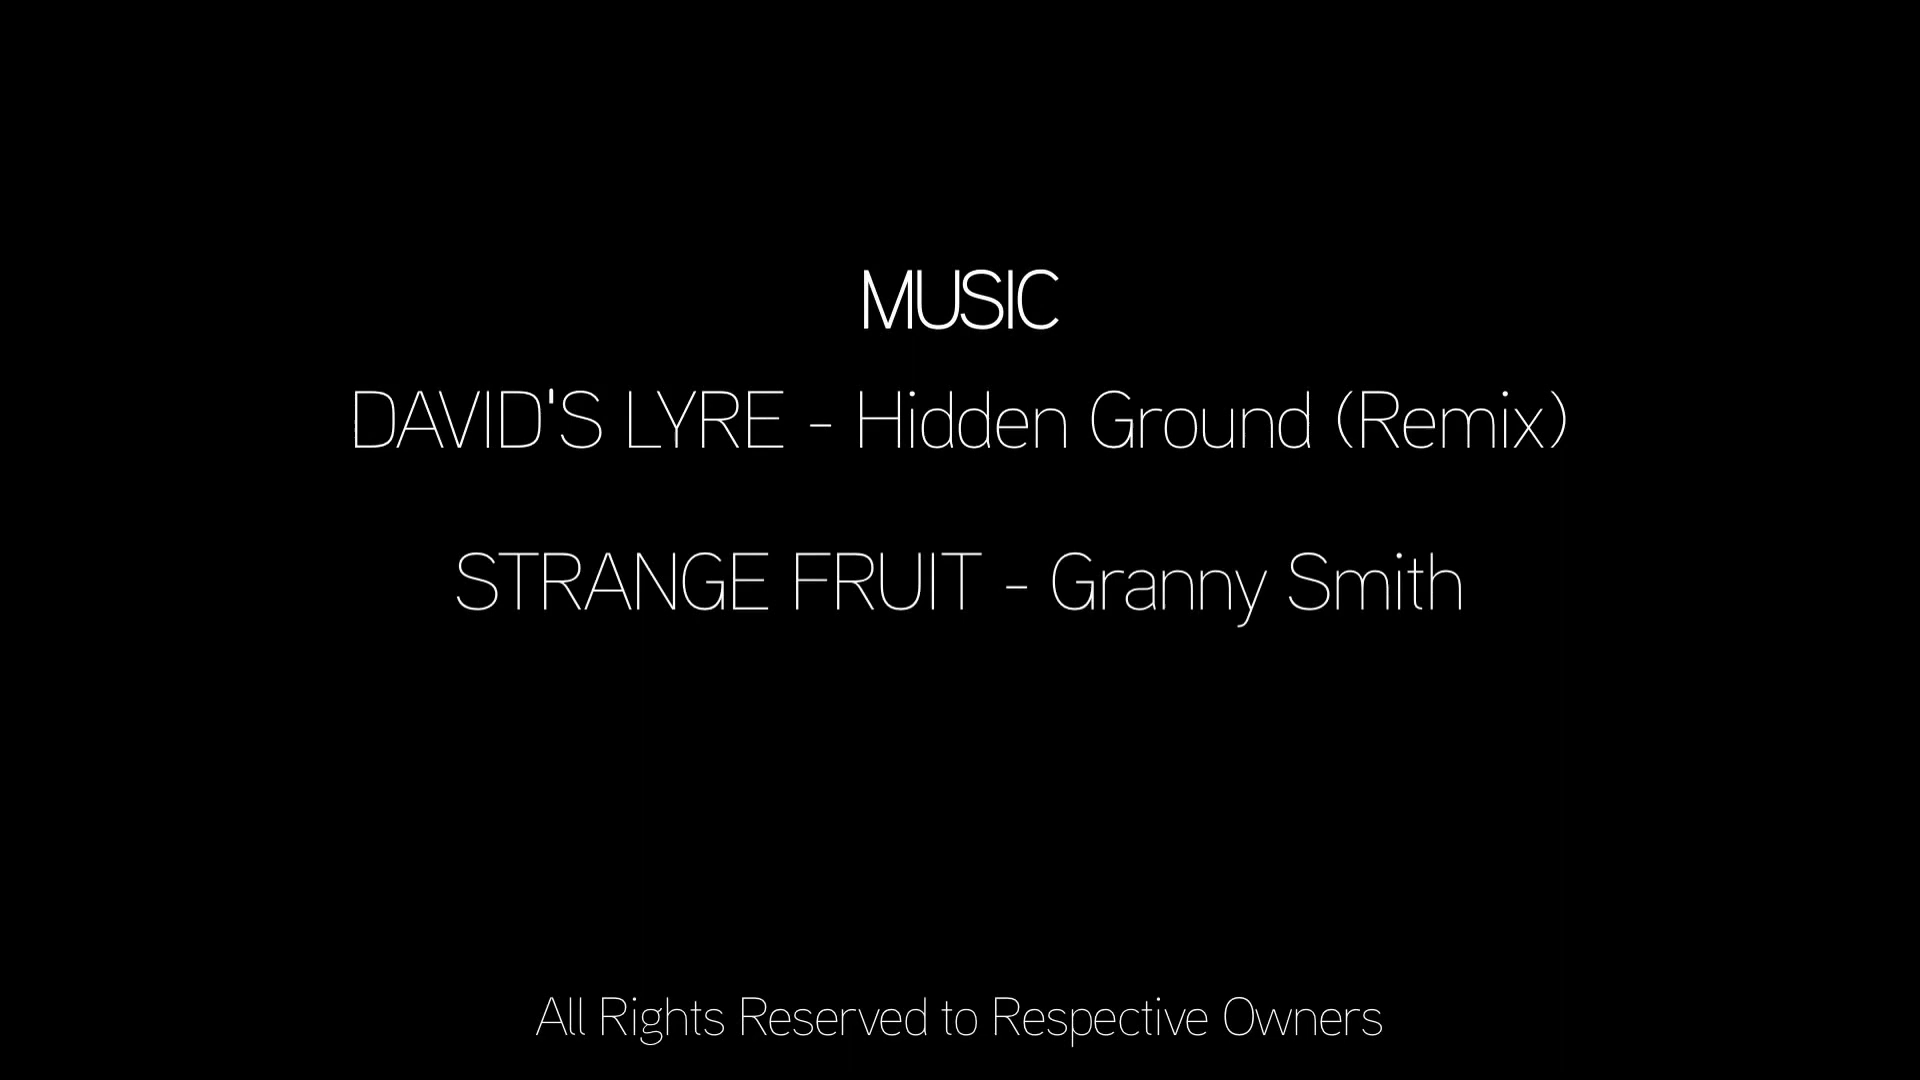 MUSIC
DAVID'S LYRE - Hidden Ground (Remix)
STRANGE FRUIT - Granny Smith
All Rights Reserved to Respective Owners